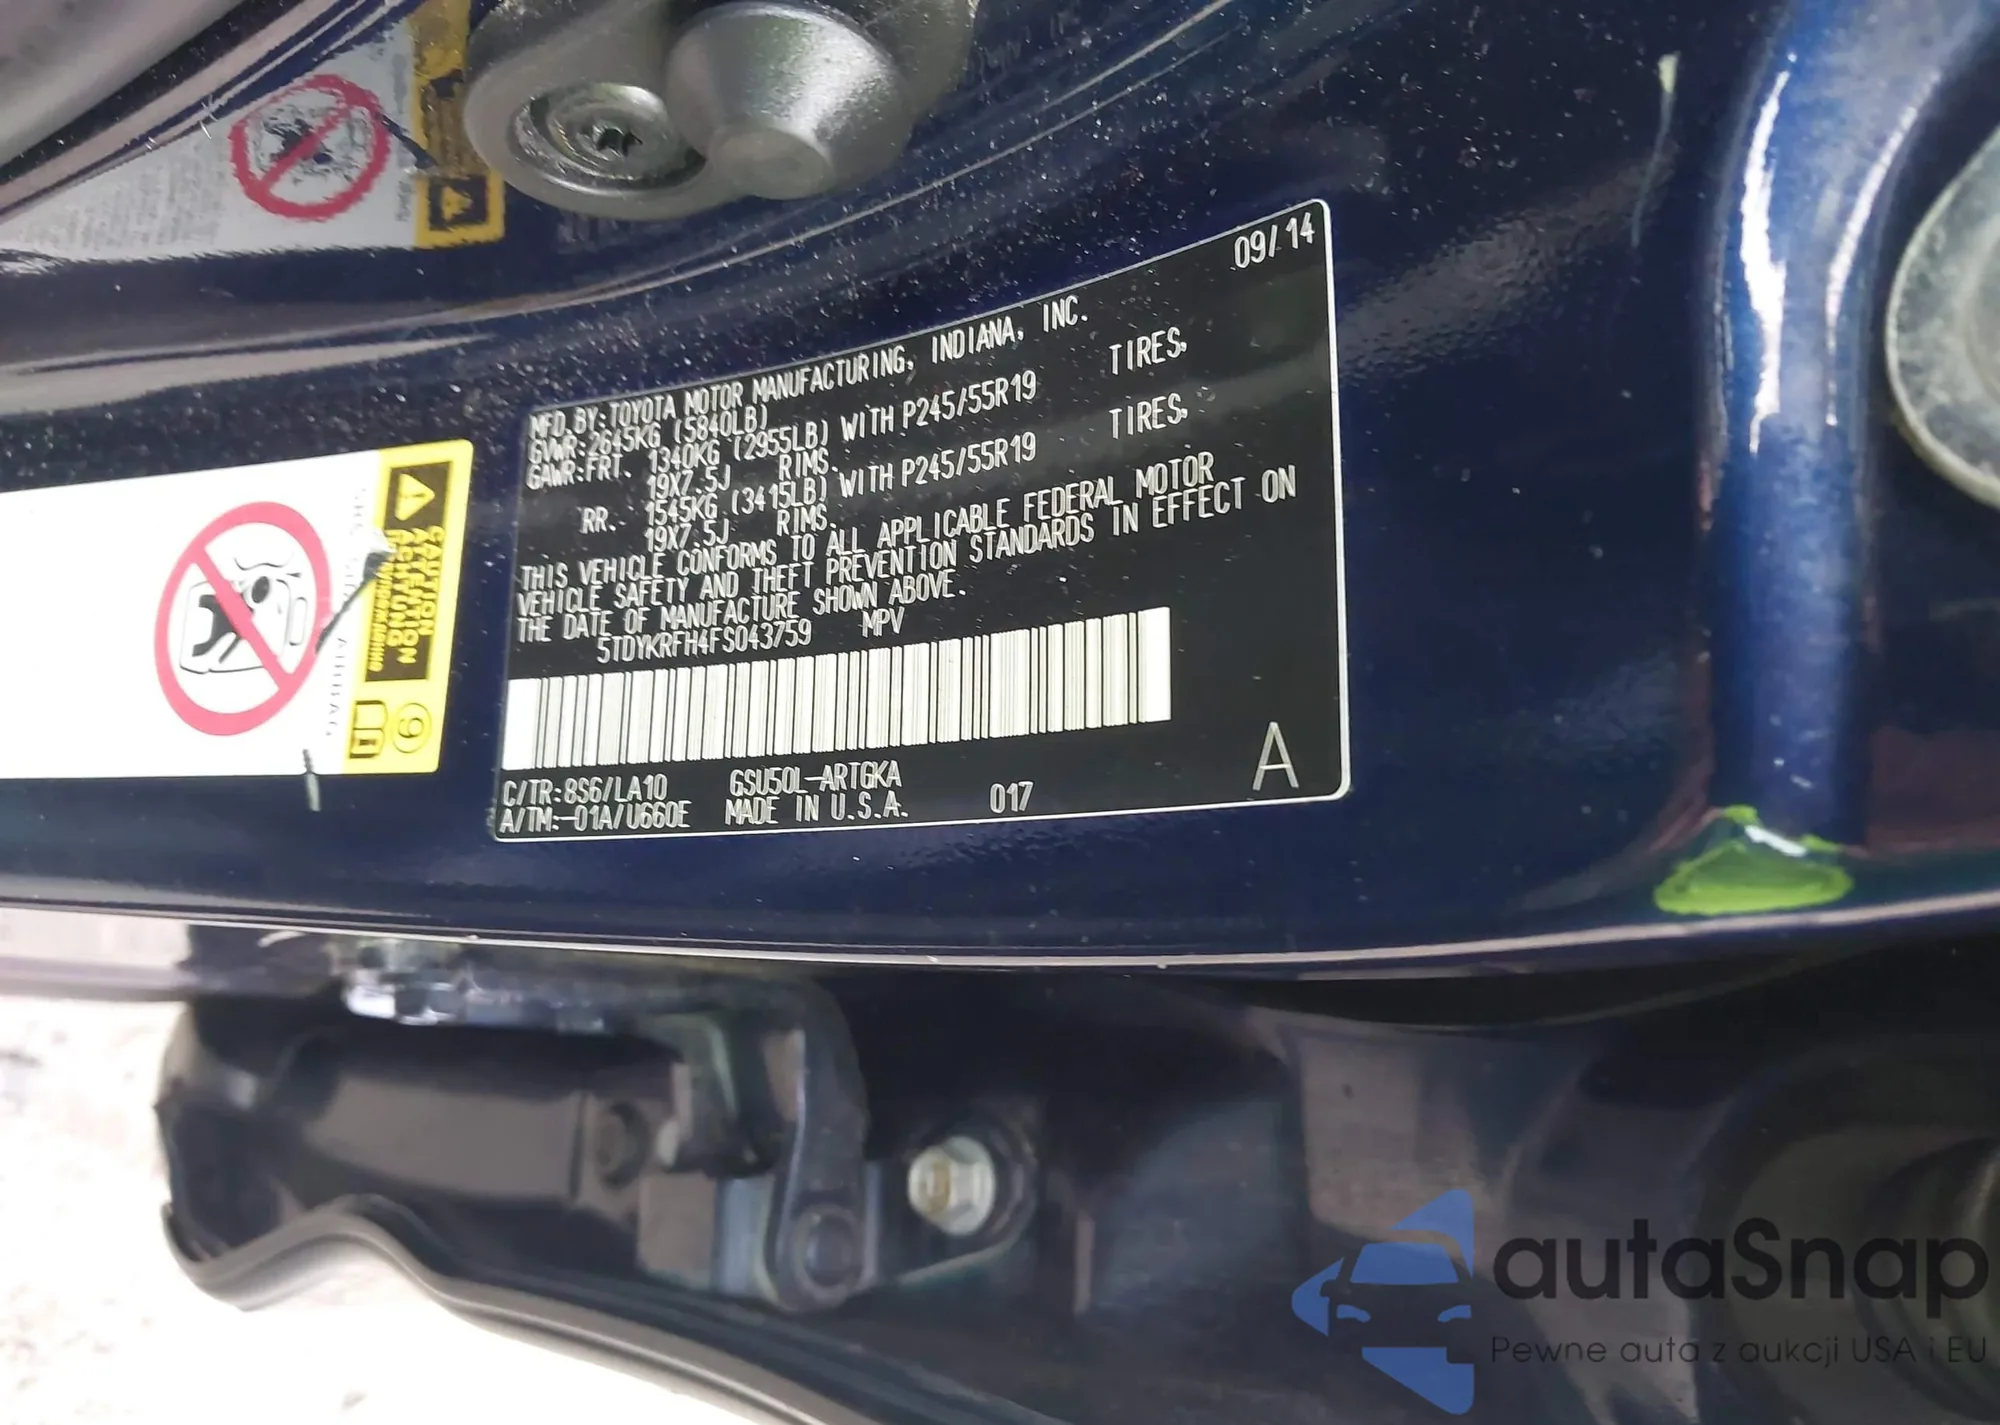 09/14
MFD. BY: TOYOTA MOTOR MANUFACTURING, INDIANA, INC.
GVWR: 2645KG (5840LB)
GAWR: FRT. 1340KG (2955LB) WITH P245/55R19 TIRES,
19X7.5J RIMS.
RR. 1545KG (3415LB) WITH P245/55R19 TIRES,
19X7.5J RIMS.
THIS VEHICLE CONFORMS TO ALL APPLICABLE FEDERAL MOTOR
VEHICLE SAFETY AND THEFT PREVENTION STANDARDS IN EFFECT ON
THE DATE OF MANUFACTURE SHOWN ABOVE.
5TDYKRFH4FS043759 MPV
C/TR: 8S6/LA10 GSU50L-ARTGKA
A/TM: -01A/U660E MADE IN U.S.A. 017
A
CAUTION
ATTENTION
9
autaSnap
Pewne auta z aukcji USA i EU